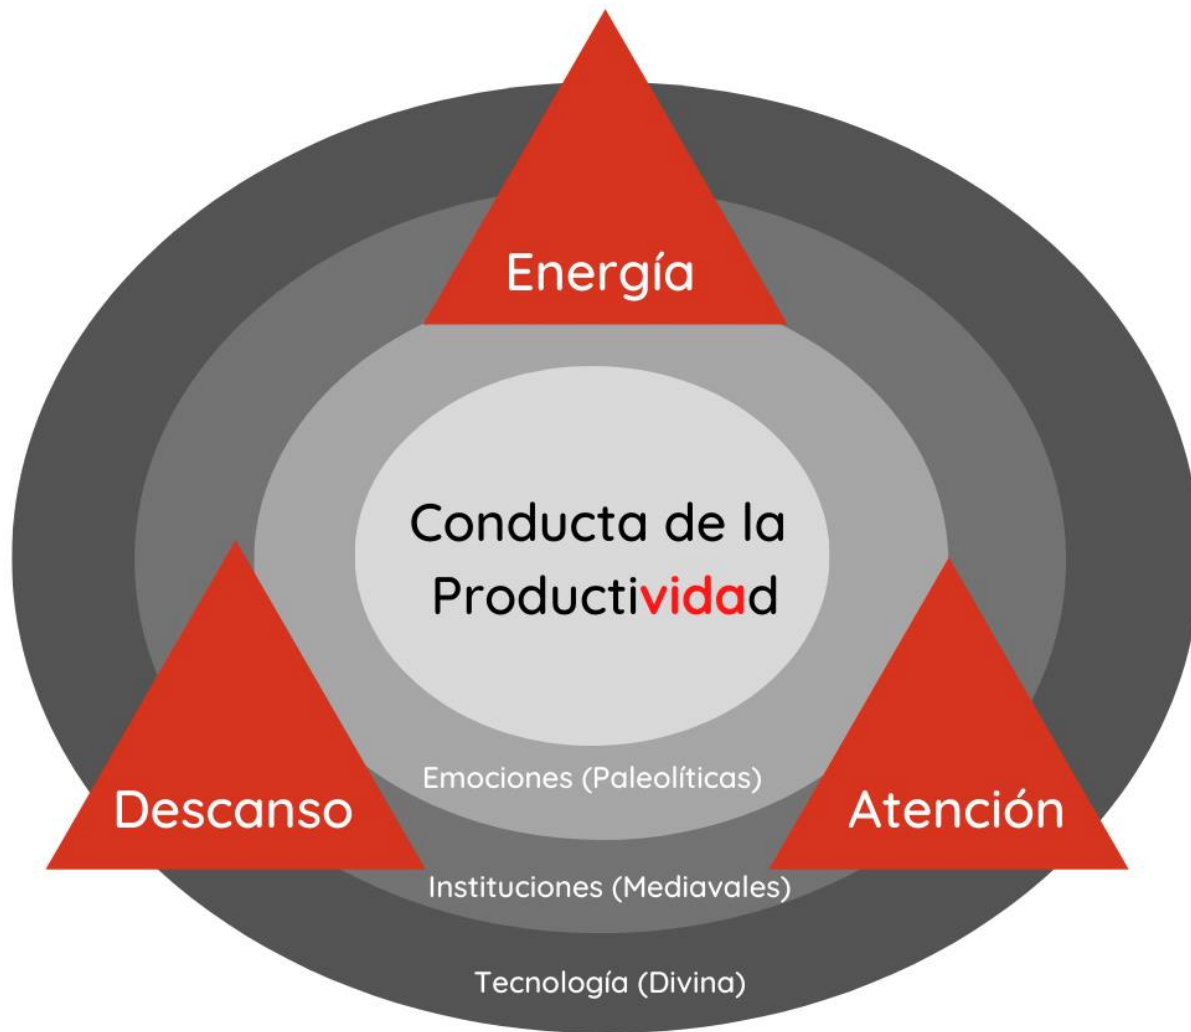 Energía
Conducta de la
Productividad
Descanso
Atención
Emociones (Paleolíticas)
Instituciones (Mediavales)
Tecnología (Divina)